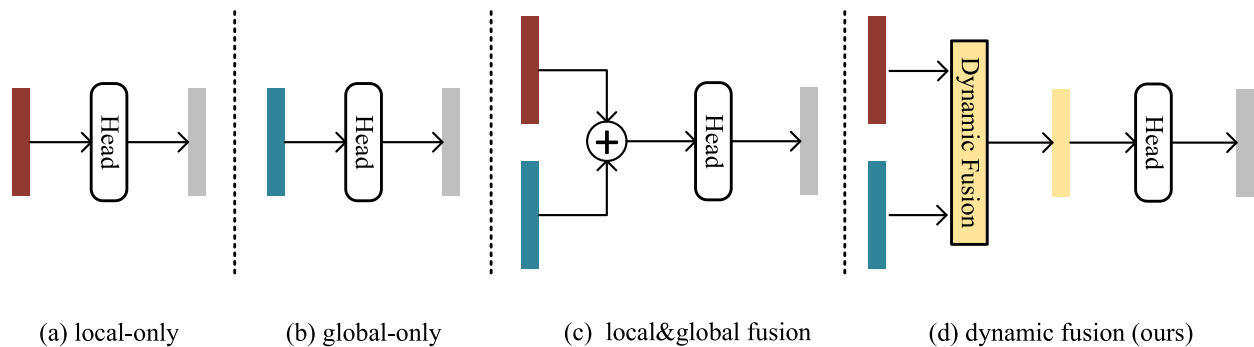 Head
Head
+
Head
Dynamic Fusion
Head
(a) local-only
(b) global-only
(c) local&global fusion
(d) dynamic fusion (ours)